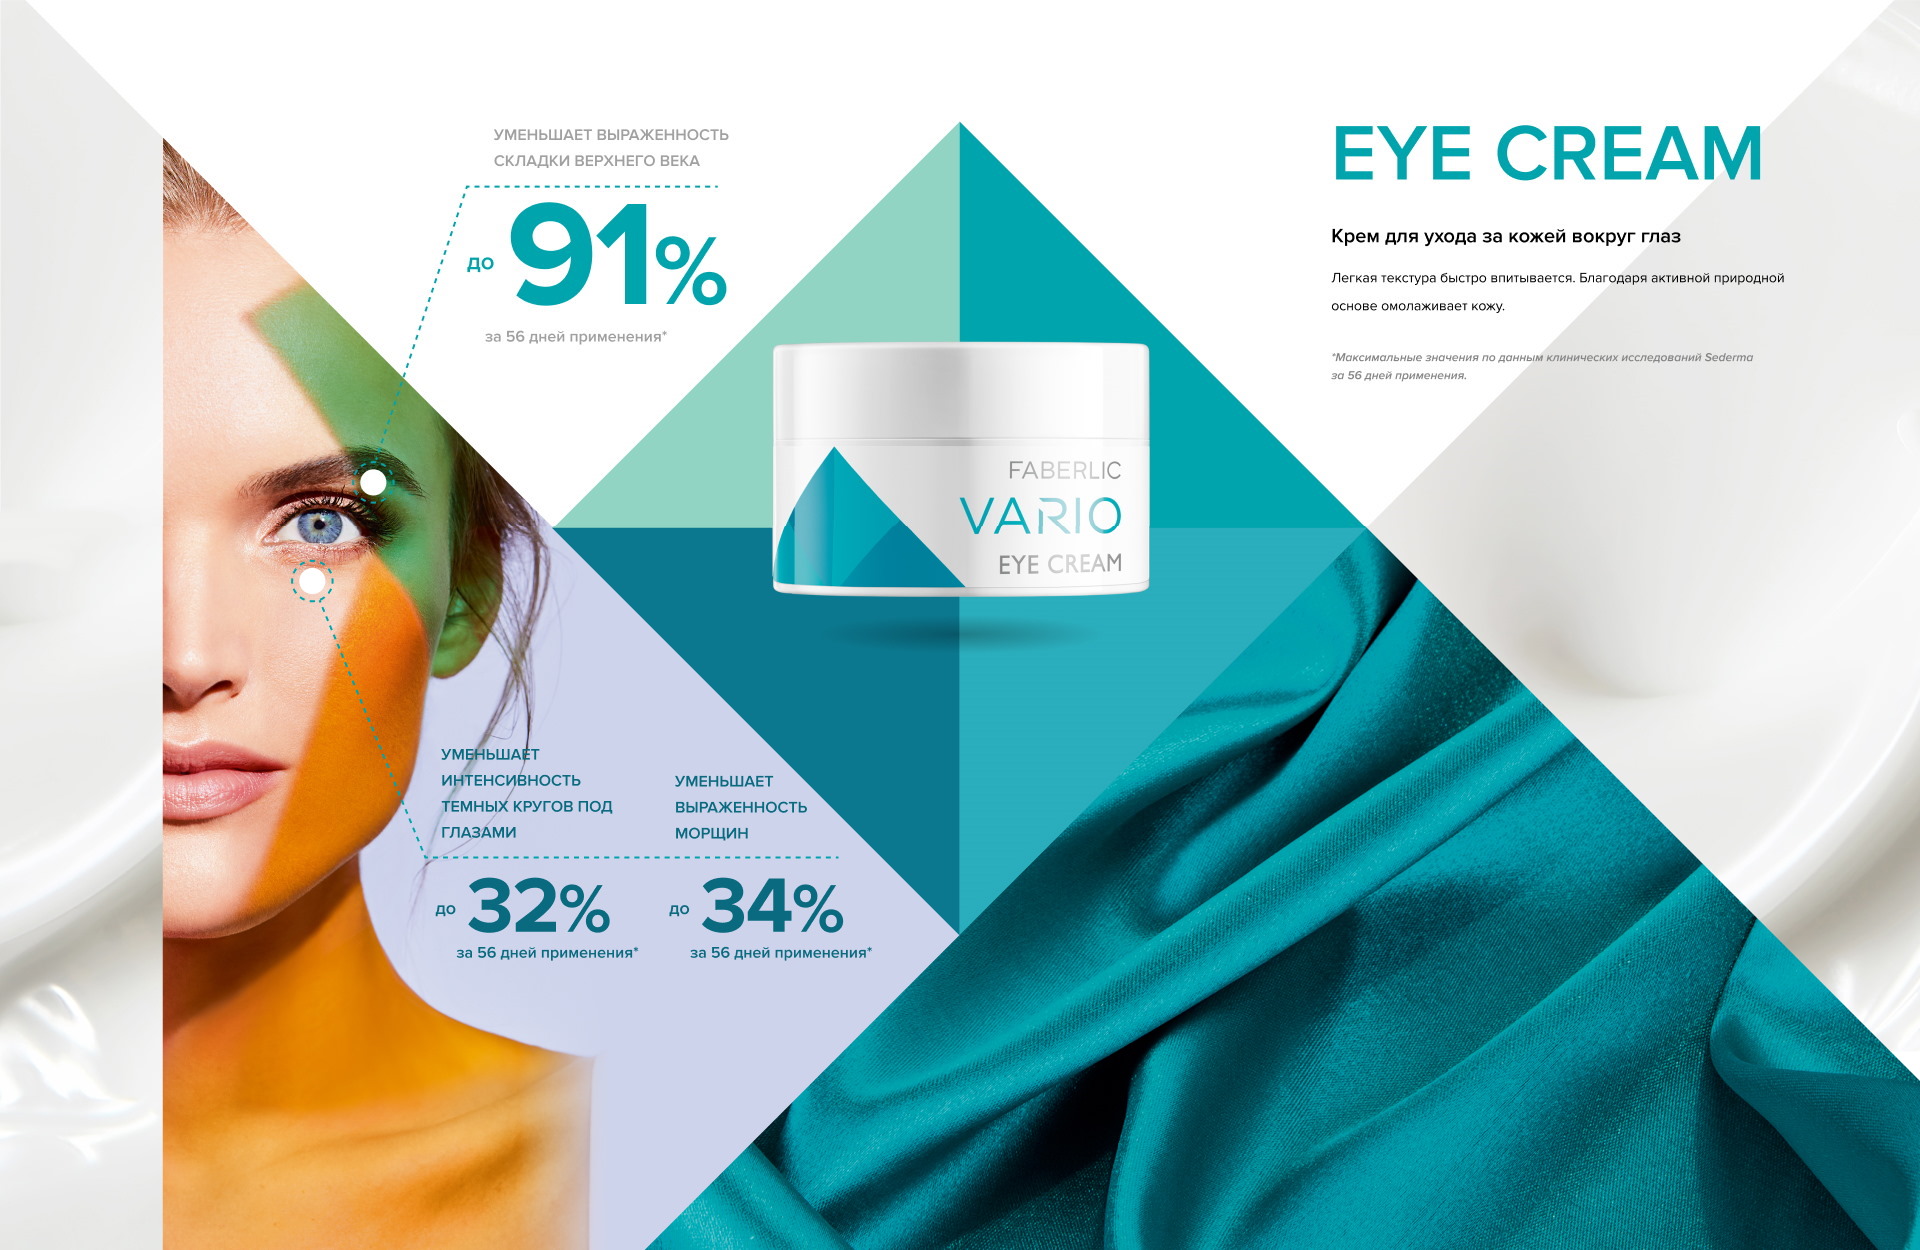 УМЕНЬШАЕТ ВЫРАЖЕННОСТЬ
СКЛАДКИ ВЕРХНЕГО ВЕКА
до 91%
за 56 дней применения*
EYE CREAM
Крем для ухода за кожей вокруг глаз
Легкая текстура быстро впитывается. Благодаря активной природной
основе омолаживает кожу.
*Максимальные значения по данным клинических исследований Sederma
за 56 дней применения.
FABERLIC
VARIO
EYE CREAM
УМЕНЬШАЕТ
ИНТЕНСИВНОСТЬ
ТЕМНЫХ КРУГОВ ПОД
ГЛАЗАМИ
до 32%
за 56 дней применения*
УМЕНЬШАЕТ
ВЫРАЖЕННОСТЬ
МОРЩИН
до 34%
за 56 дней применения*